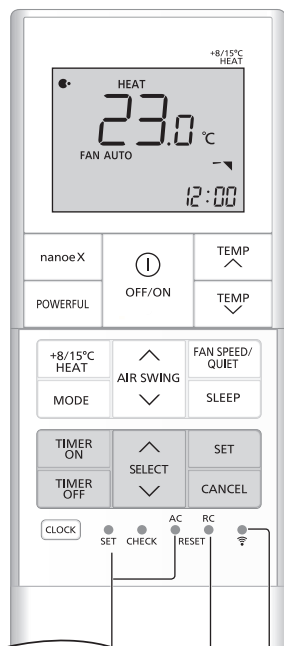 +8/15°C
HEAT
HEAT
23.0 °C
FAN AUTO
12:00
nanoeX
OFF/ON
TEMP
POWERFUL
TEMP
+8/15°C
HEAT
AIR SWING
FAN SPEED/
QUIET
MODE
SLEEP
TIMER
ON
SELECT
SET
TIMER
OFF
CANCEL
CLOCK
SET
CHECK
AC
RC
RESET